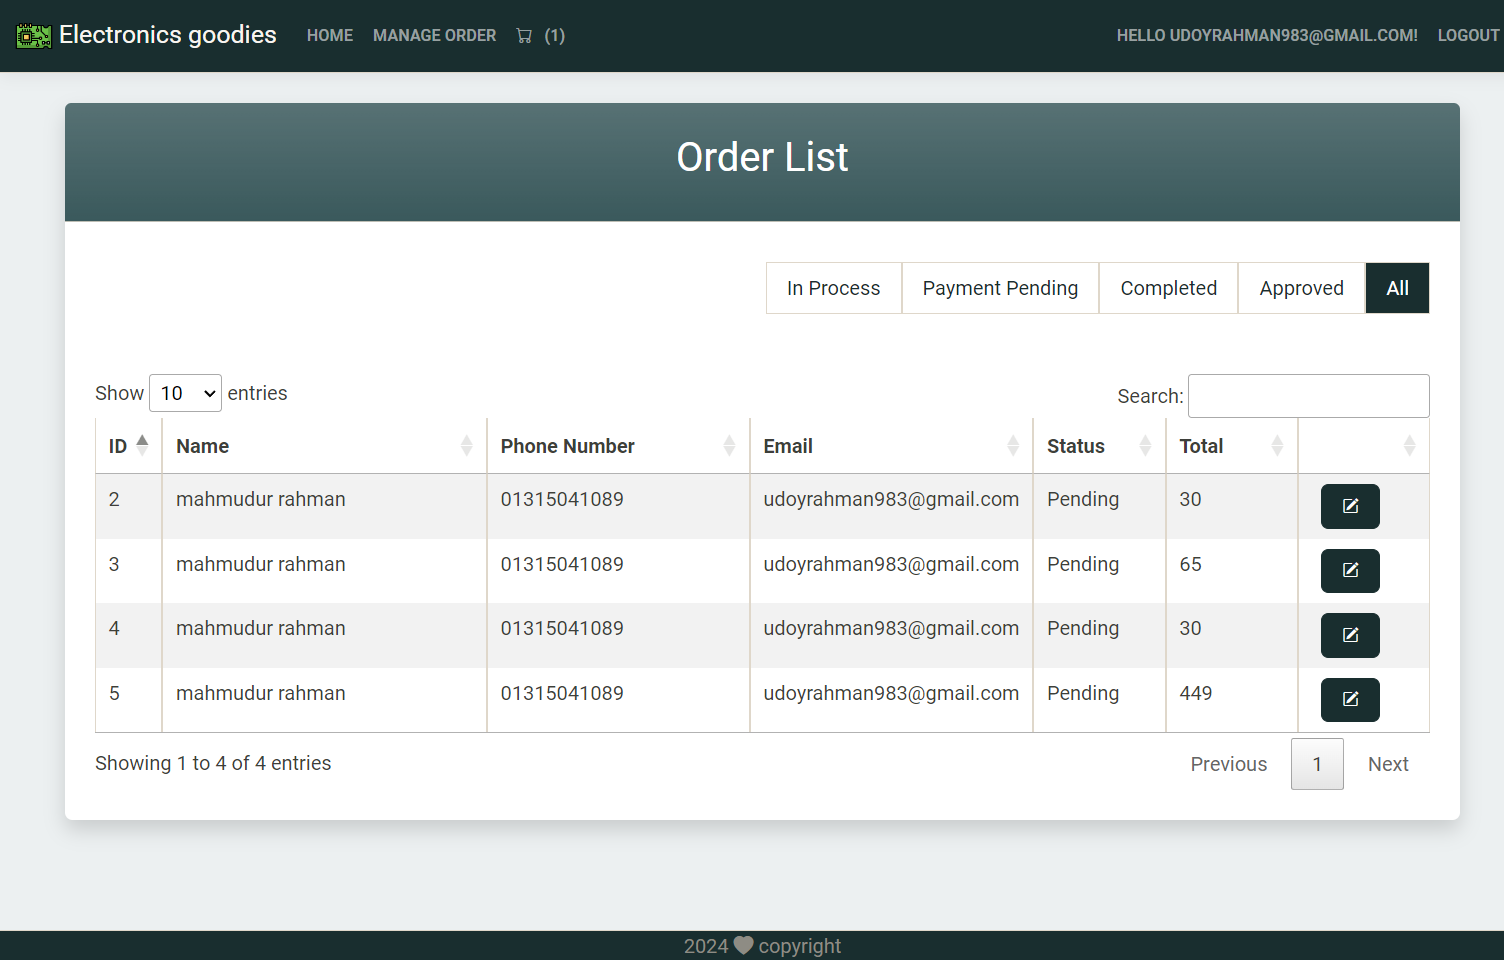 Electronics goodies HOME MANAGE ORDER (1) HELLO UDOYRAHMAN983@GMAIL.COM! LOGOUT
Order List
In Process Payment Pending Completed Approved All
Show 10 entries Search:
ID Name Phone Number Email Status Total
2 mahmudur rahman 01315041089 udoyrahman983@gmail.com Pending 30
3 mahmudur rahman 01315041089 udoyrahman983@gmail.com Pending 65
4 mahmudur rahman 01315041089 udoyrahman983@gmail.com Pending 30
5 mahmudur rahman 01315041089 udoyrahman983@gmail.com Pending 449
Showing 1 to 4 of 4 entries Previous 1 Next
2024 copyright